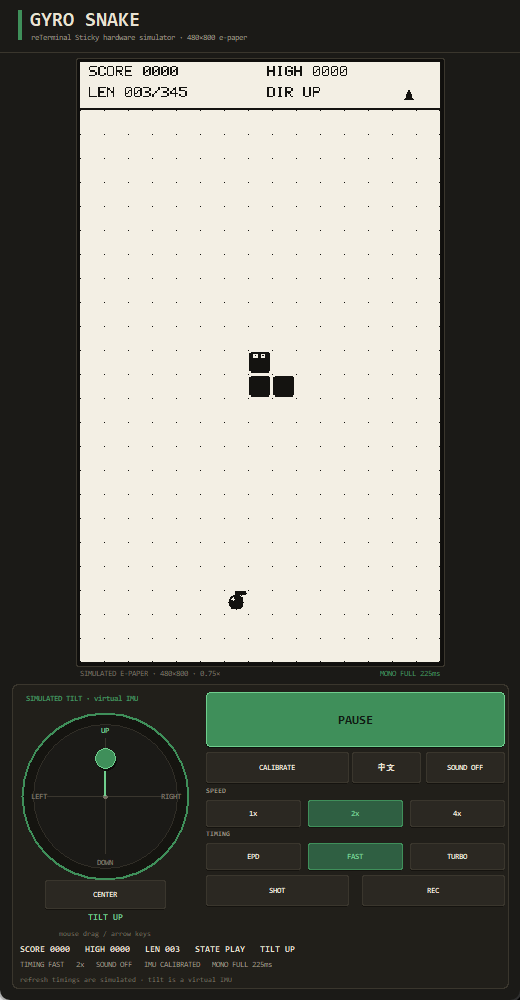 GYRO SNAKE
reTerminal Sticky hardware simulator · 480×800 e-paper
SCORE 0000 HIGH 0000
LEN 003/345 DIR UP
SIMULATED E-PAPER · 480×800 · 0.75× MONO FULL 225ms
SIMULATED TILT · virtual IMU
PAUSE
UP
LEFT RIGHT
DOWN
CENTER
TILT UP
mouse drag / arrow keys
CALIBRATE 中文 SOUND OFF
SPEED
1x 2x 4x
TIMING
EPD FAST TURBO
SHOT REC
SCORE 0000 HIGH 0000 LEN 003 STATE PLAY TILT UP
TIMING FAST 2x SOUND OFF IMU CALIBRATED MONO FULL 225ms
refresh timings are simulated · tilt is a virtual IMU